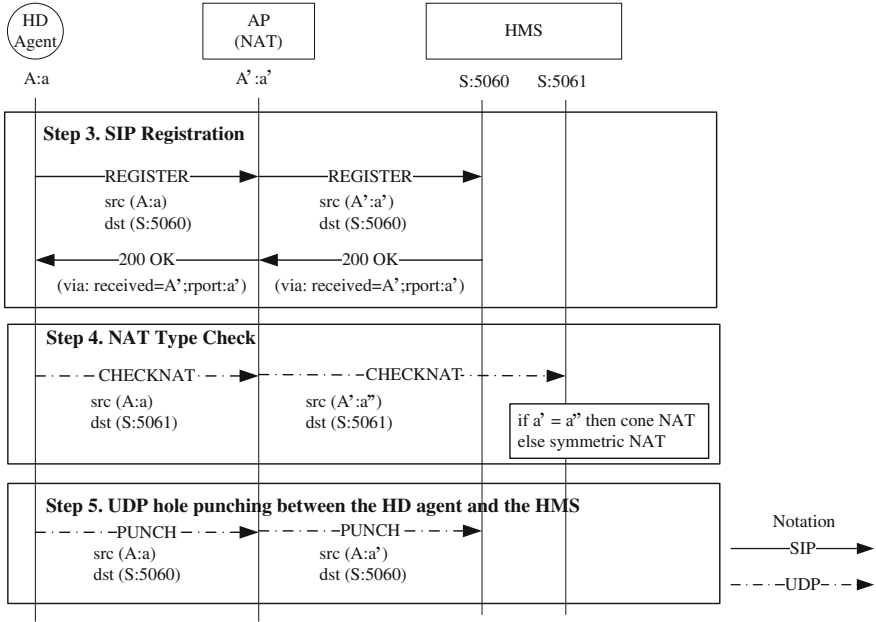 HD
Agent
AP
(NAT)
HMS
A:a
A’:a’
S:5060
S:5061
Step 3. SIP Registration
REGISTER
REGISTER
src (A:a)
src (A’:a’)
dst (S:5060)
dst (S:5060)
200 OK
200 OK
(via: received=A’;rport:a’)
(via: received=A’;rport:a’)
Step 4. NAT Type Check
CHECKNAT
CHECKNAT
src (A:a)
src (A’:a”)
dst (S:5061)
dst (S:5061)
if a’ = a” then cone NAT
else symmetric NAT
Step 5. UDP hole punching between the HD agent and the HMS
PUNCH
PUNCH
src (A:a)
src (A:a’)
dst (S:5060)
dst (S:5060)
Notation
SIP
UDP